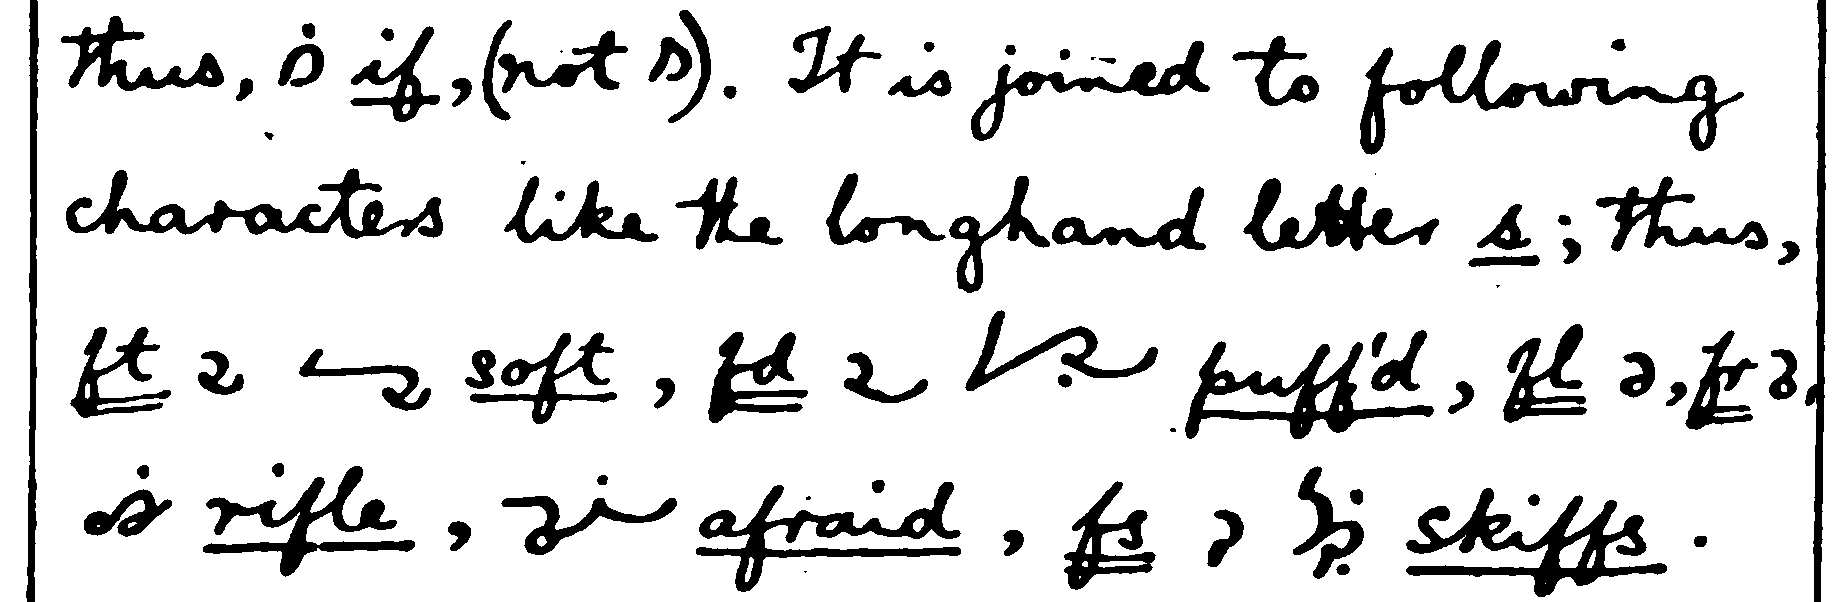 thus, if, (not s). It is joined to following
characters like the longhand letter s; thus,
ft soft, fd puff'd, fl, fr,
rifle, afraid, fs skiffs.